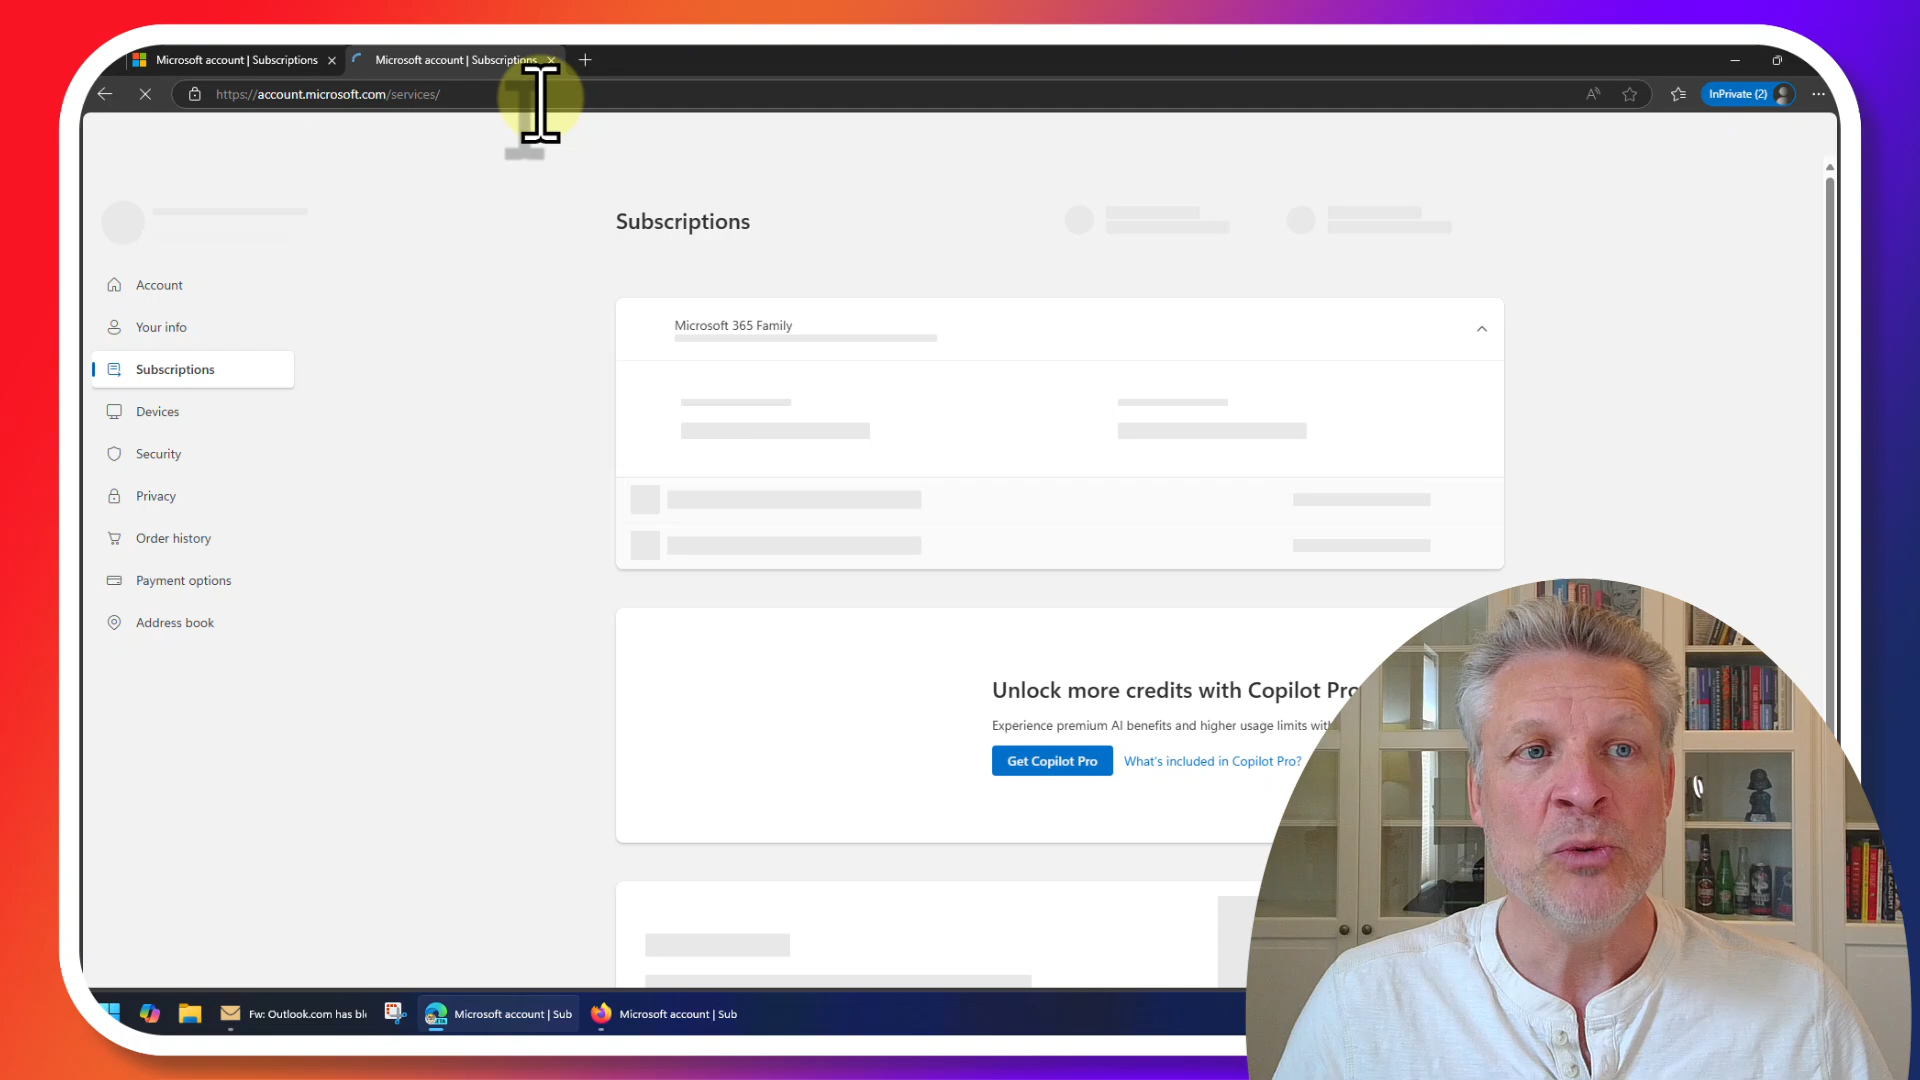 Microsoft account | Subscriptions
Microsoft account | Subscriptions
https://account.microsoft.com/services/
InPrivate (2)
Subscriptions
Account
Your info
Subscriptions
Devices
Security
Privacy
Order history
Payment options
Address book
Microsoft 365 Family
Unlock more credits with Copilot Pro
Experience premium AI benefits and higher usage limits with
Get Copilot Pro
What's included in Copilot Pro?
Fw: Outlook.com has blo
Microsoft account | Sub
Microsoft account | Sub